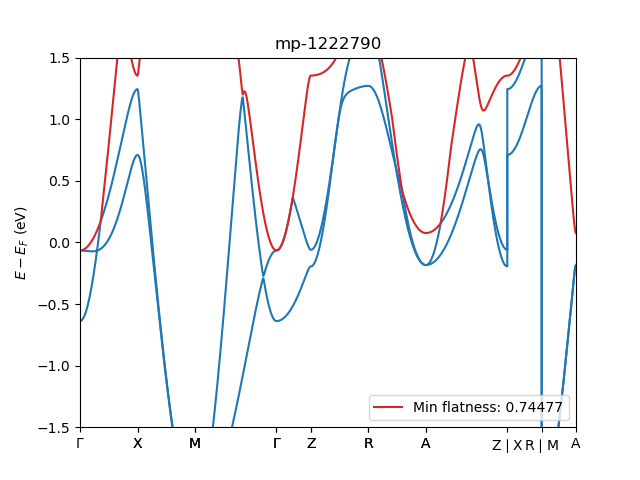 mp-1222790
E − E_F (eV)
1.5
1.0
0.5
0.0
−0.5
−1.0
−1.5
Γ X M Γ Z R A Z | X R | M A
Min flatness: 0.74477